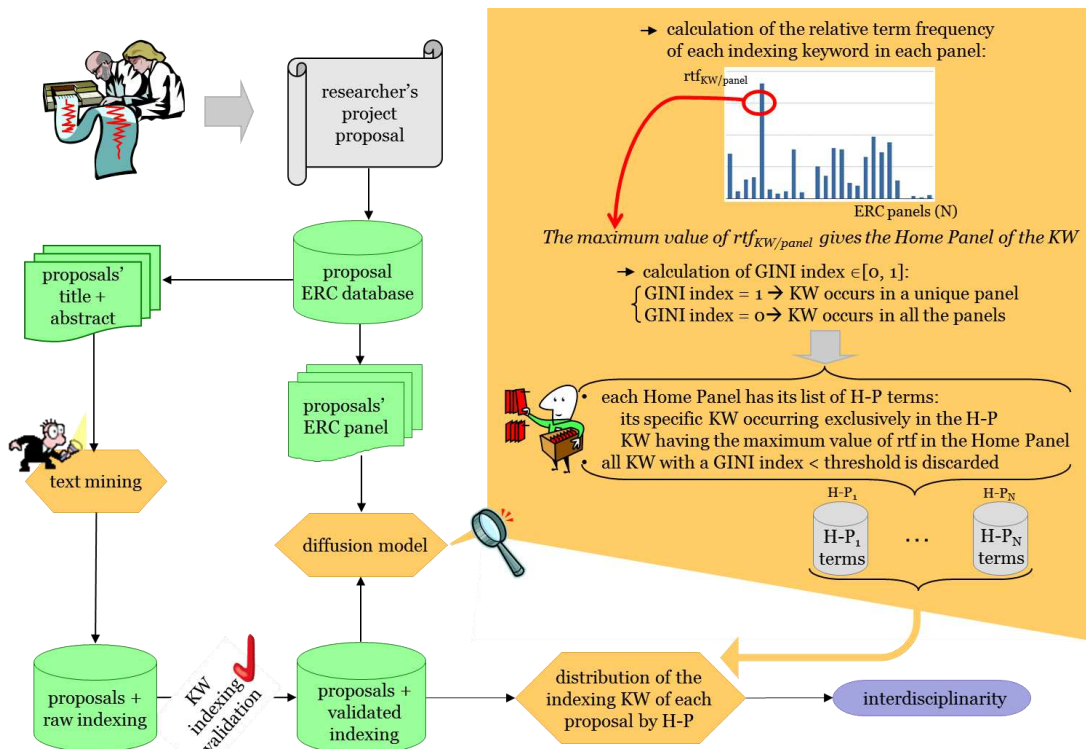 researcher's
project
proposal
proposal
ERC database
proposals'
title +
abstract
proposals'
ERC panel
text mining
diffusion model
proposals +
raw indexing
KW
indexing
validation
proposals +
validated
indexing
distribution of the
indexing KW of each
proposal by H-P
interdisciplinarity
→ calculation of the relative term frequency
of each indexing keyword in each panel:
rtfKW/panel
ERC panels (N)
The maximum value of rtfKW/panel gives the Home Panel of the KW
→ calculation of GINI index ∈[0, 1]:
GINI index = 1 → KW occurs in a unique panel
GINI index = 0→ KW occurs in all the panels
• each Home Panel has its list of H-P terms:
its specific KW occurring exclusively in the H-P
KW having the maximum value of rtf in the Home Panel
• all KW with a GINI index < threshold is discarded
H-P1
H-PN
H-P1
terms
...
H-PN
terms